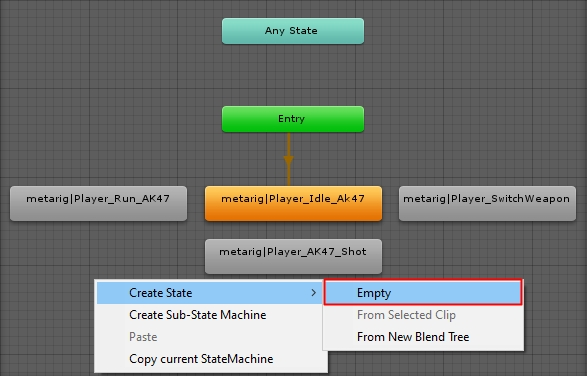 Any State
Entry
metarig|Player_Run_AK47
metarig|Player_Idle_Ak47
metarig|Player_SwitchWeapon
metarig|Player_AK47_Shot
Create State
Create Sub-State Machine
Paste
Copy current StateMachine
Empty
From Selected Clip
From New Blend Tree